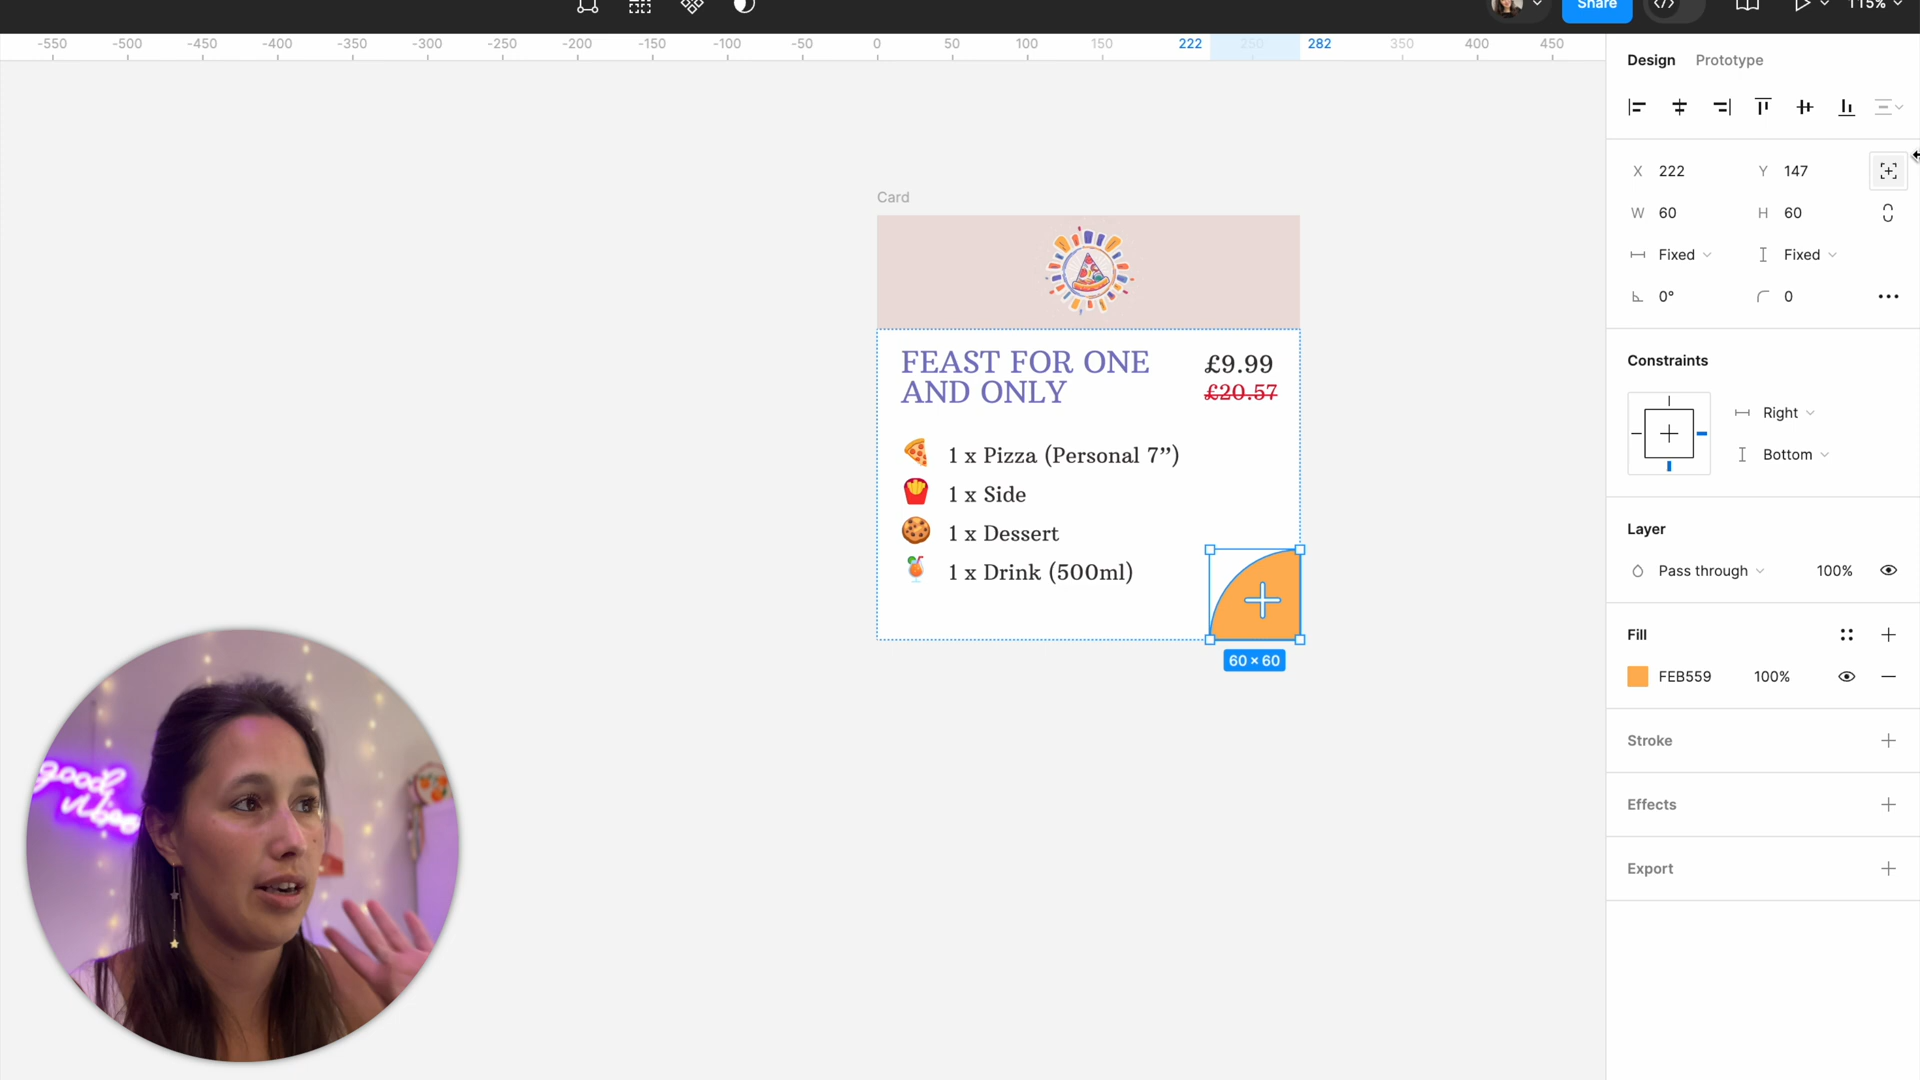 Share
115%
-550 -500 -450 -400 -350 -300 -250 -200 -150 -100 -50 0 50 100 150 222 250 282 350 400 450
Design Prototype
X 222 Y 147
W 60 H 60
Fixed Fixed
0° 0
Constraints
Right
Bottom
Layer
Pass through 100%
Fill
FEB559 100%
Stroke
Effects
Export
Card
FEAST FOR ONE
AND ONLY
£9.99
£20.57
1 x Pizza (Personal 7”)
1 x Side
1 x Dessert
1 x Drink (500ml)
60 × 60
good
vibes